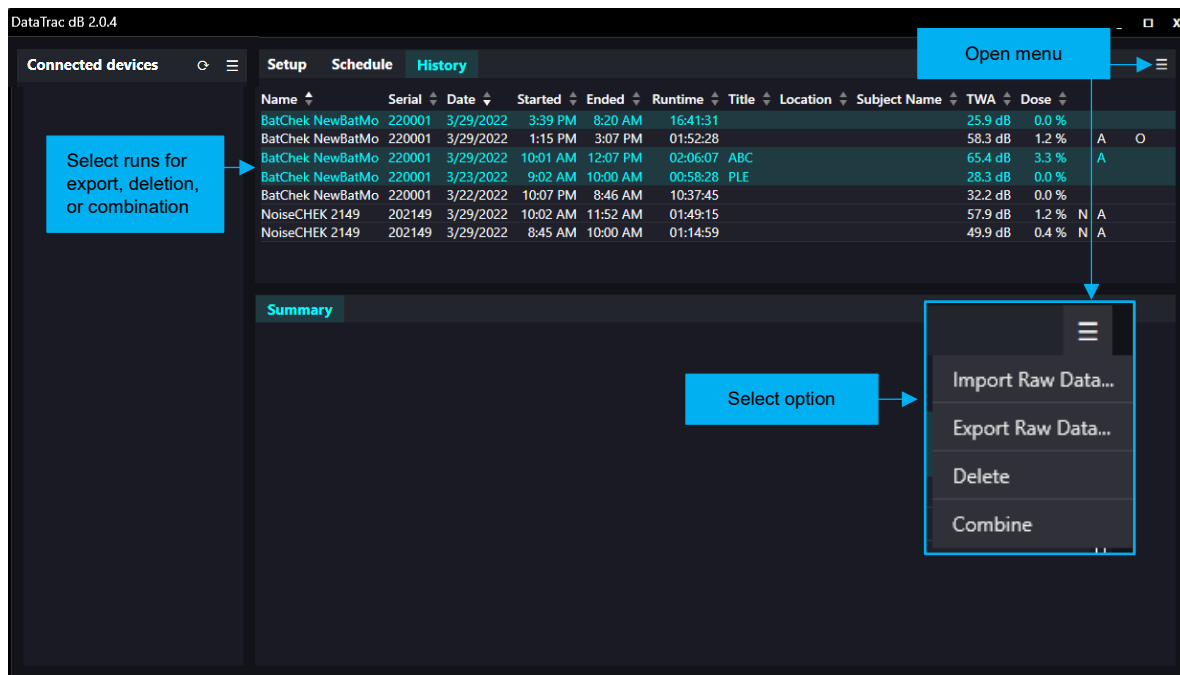 DataTrac dB 2.0.4
Connected devices
Setup Schedule History
Open menu
Name Serial Date Started Ended Runtime Title Location Subject Name TWA Dose
BatChek NewBatMo 220001 3/29/2022 3:39 PM 8:20 AM 16:41:31 25.9 dB 0.0 %
BatChek NewBatMo 220001 3/29/2022 1:15 PM 3:07 PM 01:52:28 58.3 dB 1.2 % A O
BatChek NewBatMo 220001 3/29/2022 10:01 AM 12:07 PM 02:06:07 ABC 65.4 dB 3.3 % A
BatChek NewBatMo 220001 3/23/2022 9:02 AM 10:00 AM 00:58:28 PLE 28.3 dB 0.0 %
BatChek NewBatMo 220001 3/22/2022 10:07 PM 8:46 AM 10:37:45 32.2 dB 0.0 %
NoiseCHEK 2149 202149 3/29/2022 10:02 AM 11:52 AM 01:49:15 57.9 dB 1.2 % N A
NoiseCHEK 2149 202149 3/29/2022 8:45 AM 10:00 AM 01:14:59 49.9 dB 0.4 % N A
Select runs for
export, deletion,
or combination
Summary
Select option
Import Raw Data...
Export Raw Data...
Delete
Combine